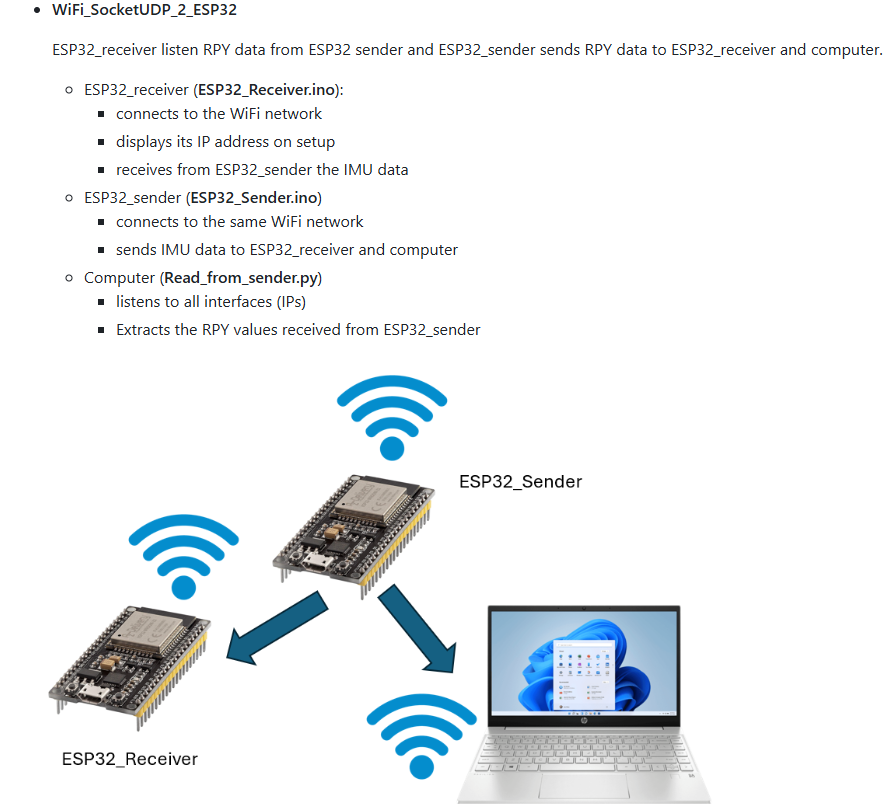 WiFi_SocketUDP_2_ESP32
ESP32_receiver listen RPY data from ESP32 sender and ESP32_sender sends RPY data to ESP32_receiver and computer.
ESP32_receiver (ESP32_Receiver.ino):
connects to the WiFi network
displays its IP address on setup
receives from ESP32_sender the IMU data
ESP32_sender (ESP32_Sender.ino)
connects to the same WiFi network
sends IMU data to ESP32_receiver and computer
Computer (Read_from_sender.py)
listens to all interfaces (IPs)
Extracts the RPY values received from ESP32_sender
ESP32_Sender
ESP32_Receiver